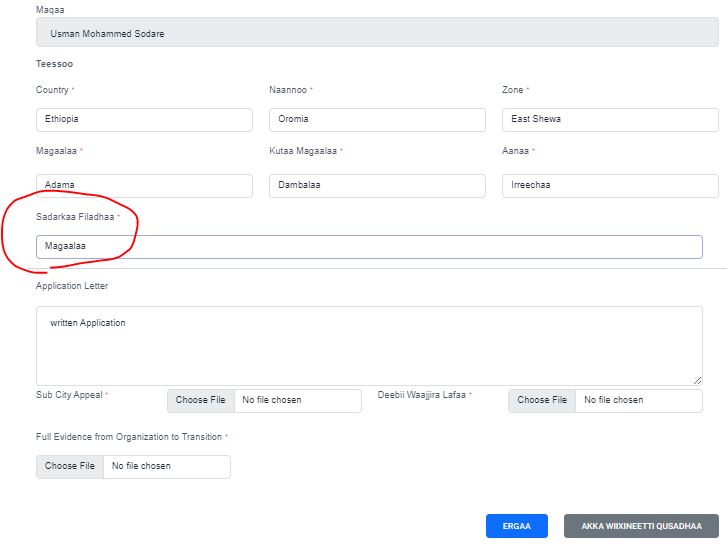 Maqaa
Usman Mohammed Sodare
Teessoo
Country * Naannoo * Zone *
Ethiopia Oromia East Shewa
Magaalaa * Kutaa Magaalaa * Aanaa *
Adama Dambalaa Irreechaa
Sadarkaa Filadhaa *
Magaalaa
Application Letter
written Application
Sub City Appeal * Choose File No file chosen Deebii Waajjira Lafaa * Choose File No file chosen
Full Evidence from Organization to Transition *
Choose File No file chosen
ERGAA AKKA WIIXINEETTI QUSADHAA